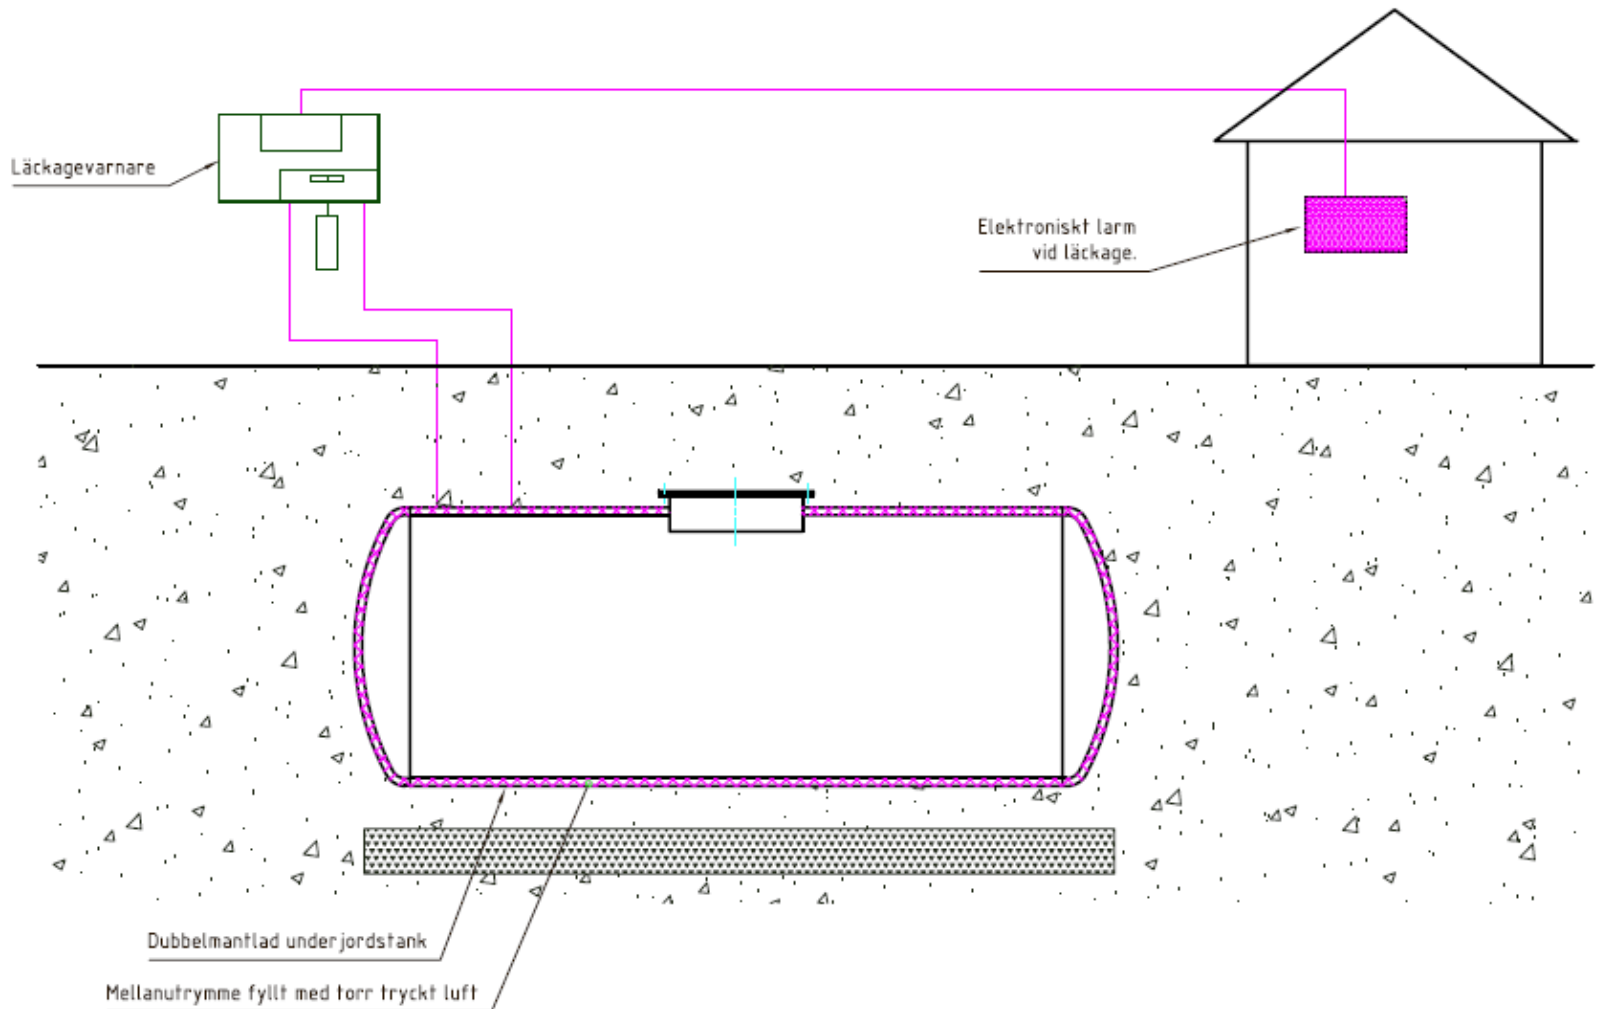 Läckagevarnare
Elektroniskt larm
vid läckage.
Dubbelmantlad underjordstank
Mellanutrymme fyllt med torr tryckt luft